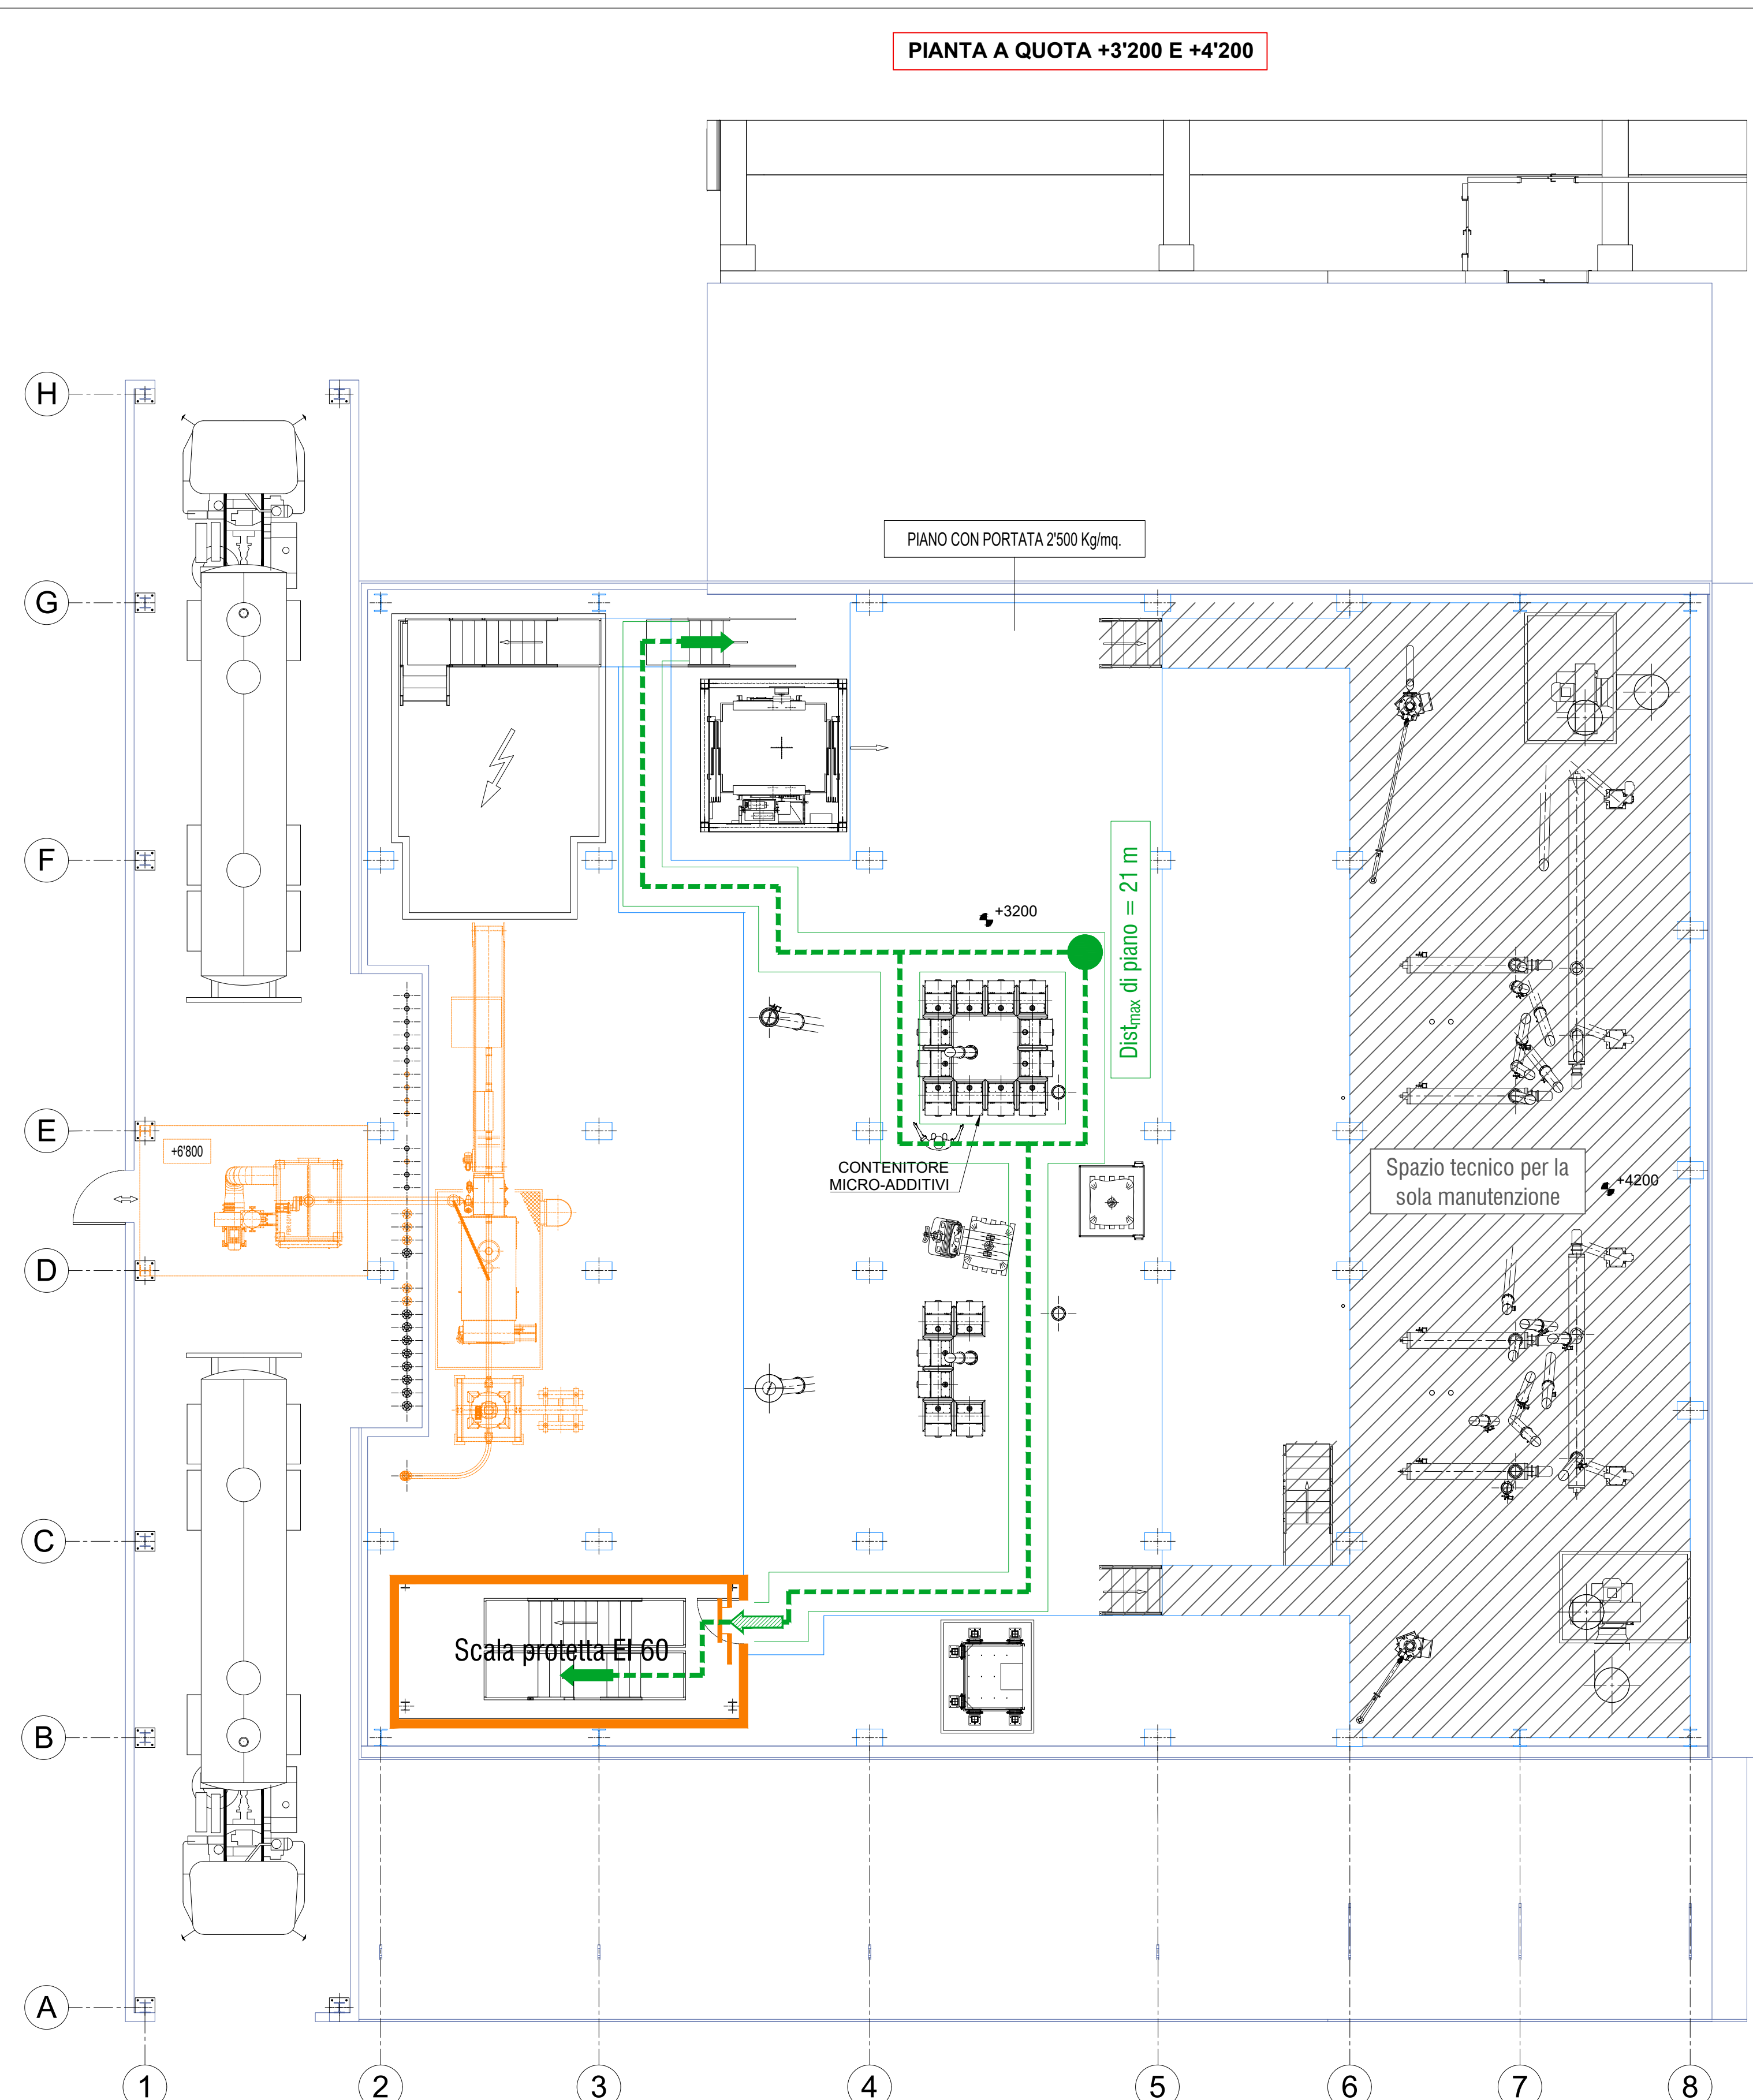 PIANTA A QUOTA +3'200 E +4'200
H
PIANO CON PORTATA 2'500 Kg/mq.
G
F
Distmax di piano = 21 m
+3200
E
+6'800
CONTENITORE
MICRO-ADDITIVI
Spazio tecnico per la
sola manutenzione
+4200
D
C
Scala protetta EI 60
B
A
1
2
3
4
5
6
7
8